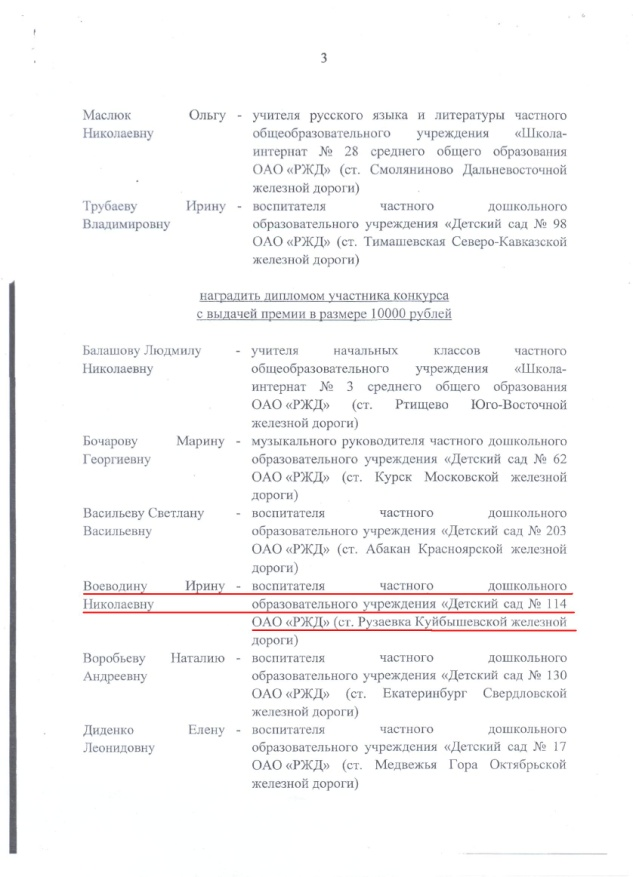 3
Маслюк Ольгу - учителя русского языка и литературы частного
Николаевну общеобразовательного учреждения «Школа-
интернат № 28 среднего общего образования
ОАО «РЖД» (ст. Смоляниново Дальневосточной
железной дороги)
Трубаеву Ирину - воспитателя частного дошкольного
Владимировну образовательного учреждения «Детский сад № 98
ОАО «РЖД» (ст. Тимашевская Северо-Кавказской
железной дороги)
наградить дипломом участника конкурса
с выдачей премии в размере 10000 рублей
Балашову Людмилу - учителя начальных классов частного
Николаевну общеобразовательного учреждения «Школа-
интернат № 3 среднего общего образования
ОАО «РЖД» (ст. Ртищево Юго-Восточной
железной дороги)
Бочарову Марину - музыкального руководителя частного дошкольного
Георгиевну образовательного учреждения «Детский сад № 62
ОАО «РЖД» (ст. Курск Московской железной
дороги)
Васильеву Светлану - воспитателя частного дошкольного
Васильевну образовательного учреждения «Детский сад № 203
ОАО «РЖД» (ст. Абакан Красноярской железной
дороги)
Воеводину Ирину - воспитателя частного дошкольного
Николаевну образовательного учреждения «Детский сад № 114
ОАО «РЖД» (ст. Рузаевка Куйбышевской железной
дороги)
Воробьеву Наталию - воспитателя частного дошкольного
Андреевну образовательного учреждения «Детский сад № 130
ОАО «РЖД» (ст. Екатеринбург Свердловской
железной дороги)
Диденко Елену - воспитателя частного дошкольного
Леонидовну образовательного учреждения «Детский сад № 17
ОАО «РЖД» (ст. Медвежья Гора Октябрьской
железной дороги)